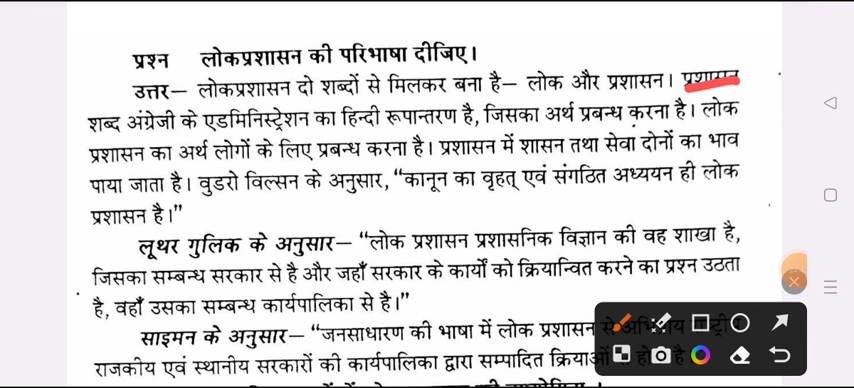 प्रश्न लोकप्रशासन की परिभाषा दीजिए।
उत्तर— लोकप्रशासन दो शब्दों से मिलकर बना है— लोक और प्रशासन। प्रशासन
शब्द अंग्रेजी के एडमिनिस्ट्रेशन का हिन्दी रूपान्तरण है, जिसका अर्थ प्रबन्ध करना है। लोक
प्रशासन का अर्थ लोगों के लिए प्रबन्ध करना है। प्रशासन में शासन तथा सेवा दोनों का भाव
पाया जाता है। वुडरो विल्सन के अनुसार, “कानून का वृहत् एवं संगठित अध्ययन ही लोक
प्रशासन है।”
लूथर गुलिक के अनुसार— “लोक प्रशासन प्रशासनिक विज्ञान की वह शाखा है,
जिसका सम्बन्ध सरकार से है और जहाँ सरकार के कार्यों को क्रियान्वित करने का प्रश्न उठता
है, वहाँ उसका सम्बन्ध कार्यपालिका से है।”
साइमन के अनुसार— “जनसाधारण की भाषा में लोक प्रशासन से अभिप्राय
राजकीय एवं स्थानीय सरकारों की कार्यपालिका द्वारा सम्पादित क्रियाओं